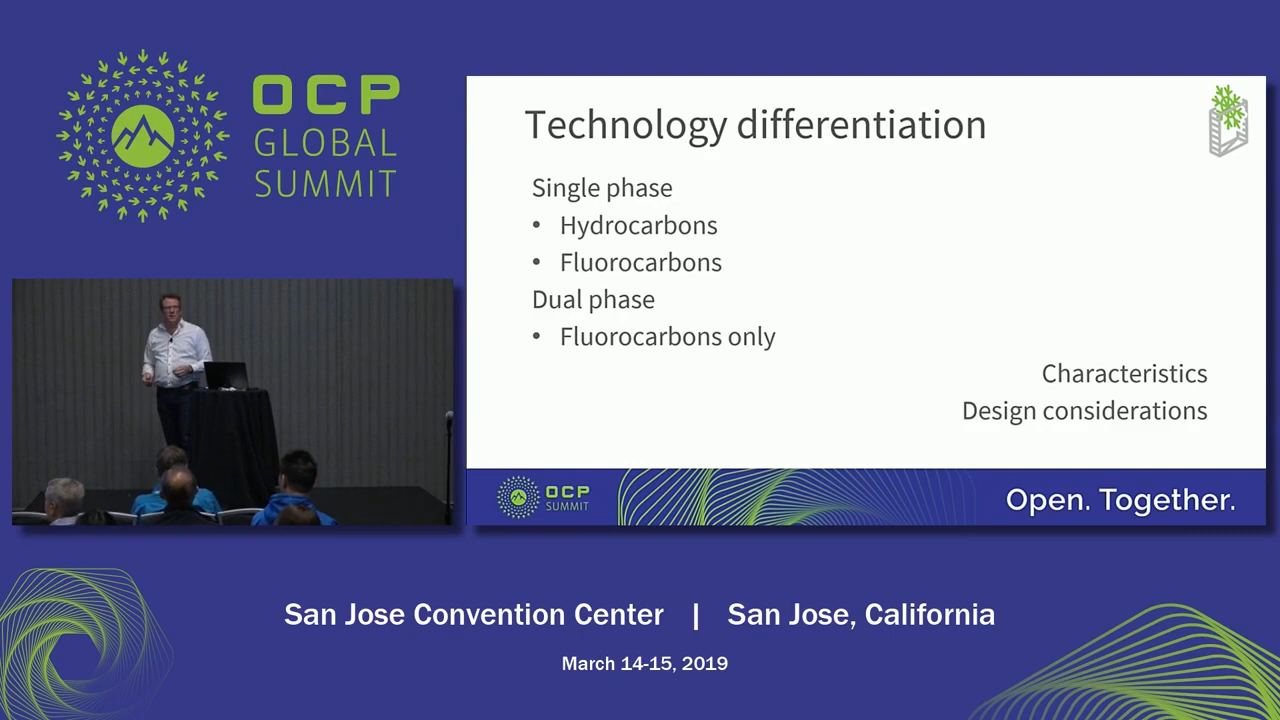 OCP
GLOBAL
SUMMIT
Technology differentiation
Single phase
• Hydrocarbons
• Fluorocarbons
Dual phase
• Fluorocarbons only
Characteristics
Design considerations
OCP
SUMMIT
Open. Together.
San Jose Convention Center | San Jose, California
March 14-15, 2019